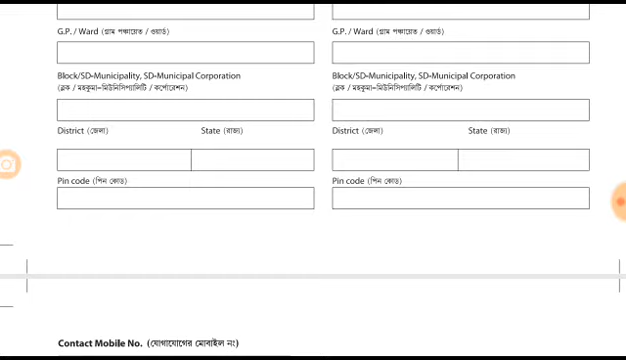 G.P. / Ward (গ্রাম পঞ্চায়েত / ওয়ার্ড)
G.P. / Ward (গ্রাম পঞ্চায়েত / ওয়ার্ড)
Block/SD-Municipality, SD-Municipal Corporation
(ব্লক / মহকুমা-মিউনিসিপ্যালিটি / কর্পোরেশন)
Block/SD-Municipality, SD-Municipal Corporation
(ব্লক / মহকুমা-মিউনিসিপ্যালিটি / কর্পোরেশন)
District (জেলা) State (রাজ্য)
District (জেলা) State (রাজ্য)
Pin code (পিন কোড)
Pin code (পিন কোড)
Contact Mobile No. (যোগাযোগের মোবাইল নং)